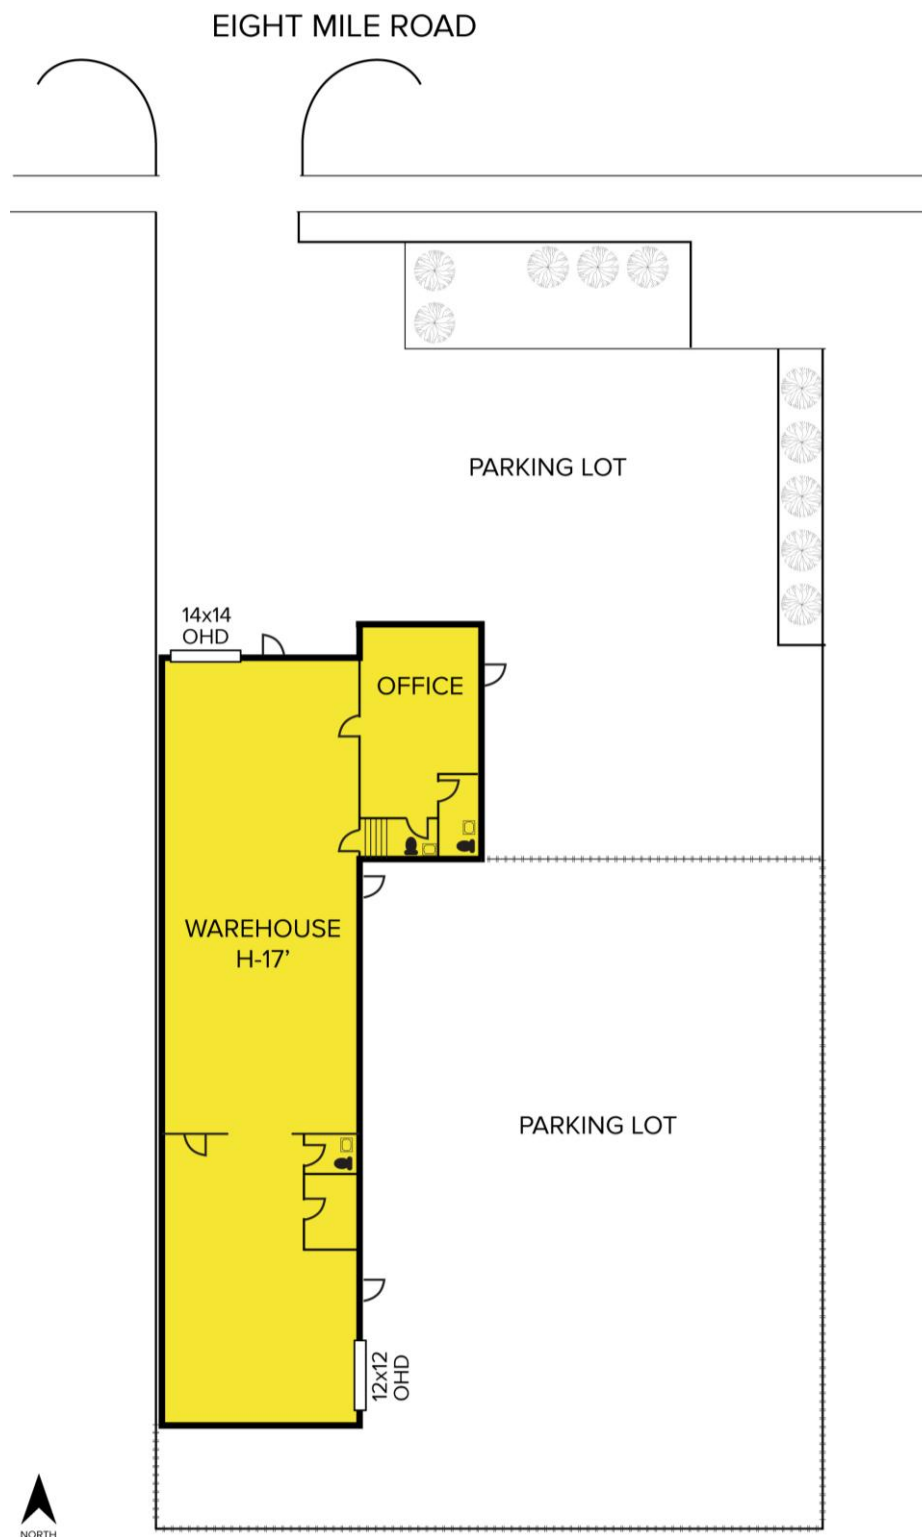 EIGHT MILE ROAD
PARKING LOT
14x14
OHD
OFFICE
WAREHOUSE
H-17’
PARKING LOT
12x12
OHD
NORTH